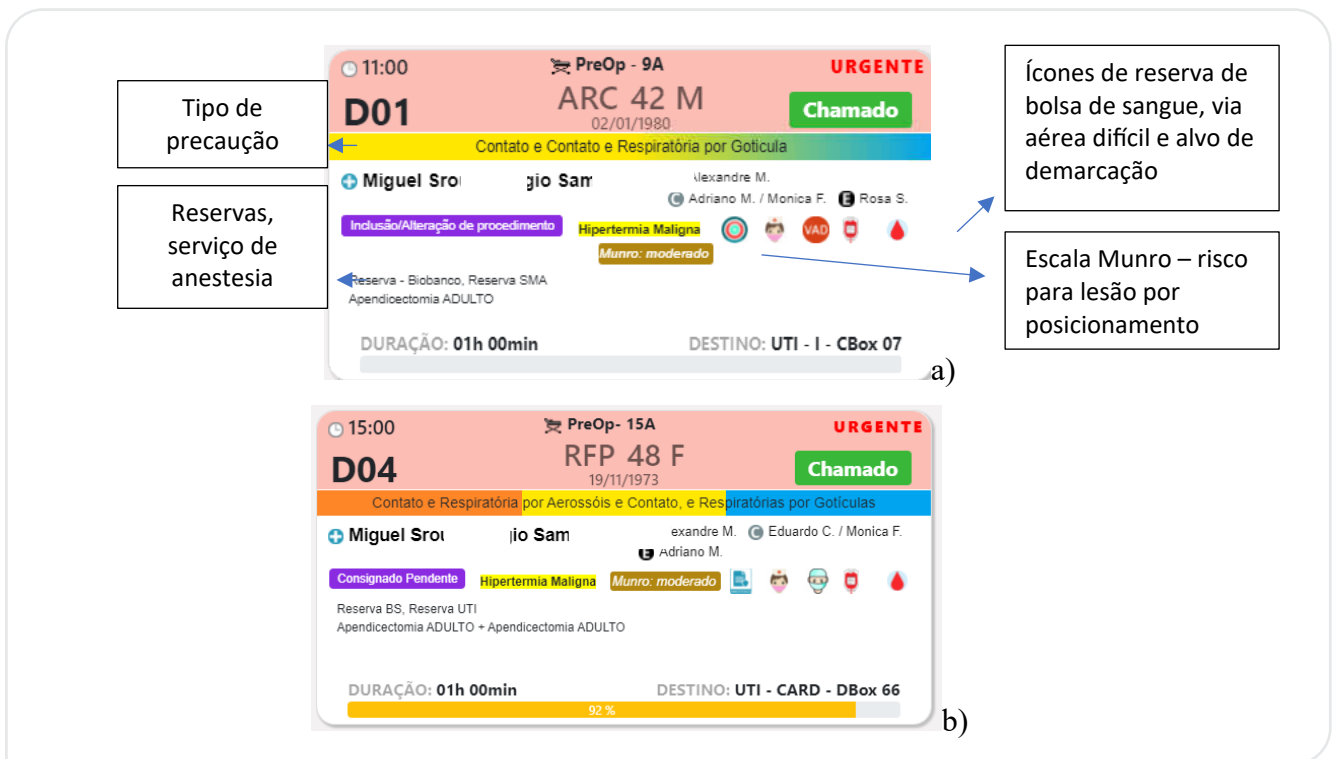 Tipo de
precaução
Reservas,
serviço de
anestesia
11:00
PreOp - 9A
URGENTE
D01
ARC 42 M
02/01/1980
Chamado
Contato e Contato e Respiratória por Goticula
Miguel Srou
gio Sam
Alexandre M.
C Adriano M. / Monica F. E Rosa S.
Inclusão/Alteração de procedimento
Hipertermia Maligna
VAD
Munro: moderado
Reserva - Biobanco, Reserva SMA
Apendicectomia ADULTO
DURAÇÃO: 01h 00min
DESTINO: UTI - I - CBox 07
a)
Ícones de reserva de
bolsa de sangue, via
aérea difícil e alvo de
demarcação
Escala Munro – risco
para lesão por
posicionamento
15:00
PreOp- 15A
URGENTE
D04
RFP 48 F
19/11/1973
Chamado
Contato e Respiratória por Aerossóis e Contato, e Respiratórias por Gotículas
Miguel Srou
gio Sam
exandre M. C Eduardo C. / Monica F.
E Adriano M.
Consignado Pendente
Hipertermia Maligna
Munro: moderado
Reserva BS, Reserva UTI
Apendicectomia ADULTO + Apendicectomia ADULTO
DURAÇÃO: 01h 00min
DESTINO: UTI - CARD - DBox 66
92 %
b)